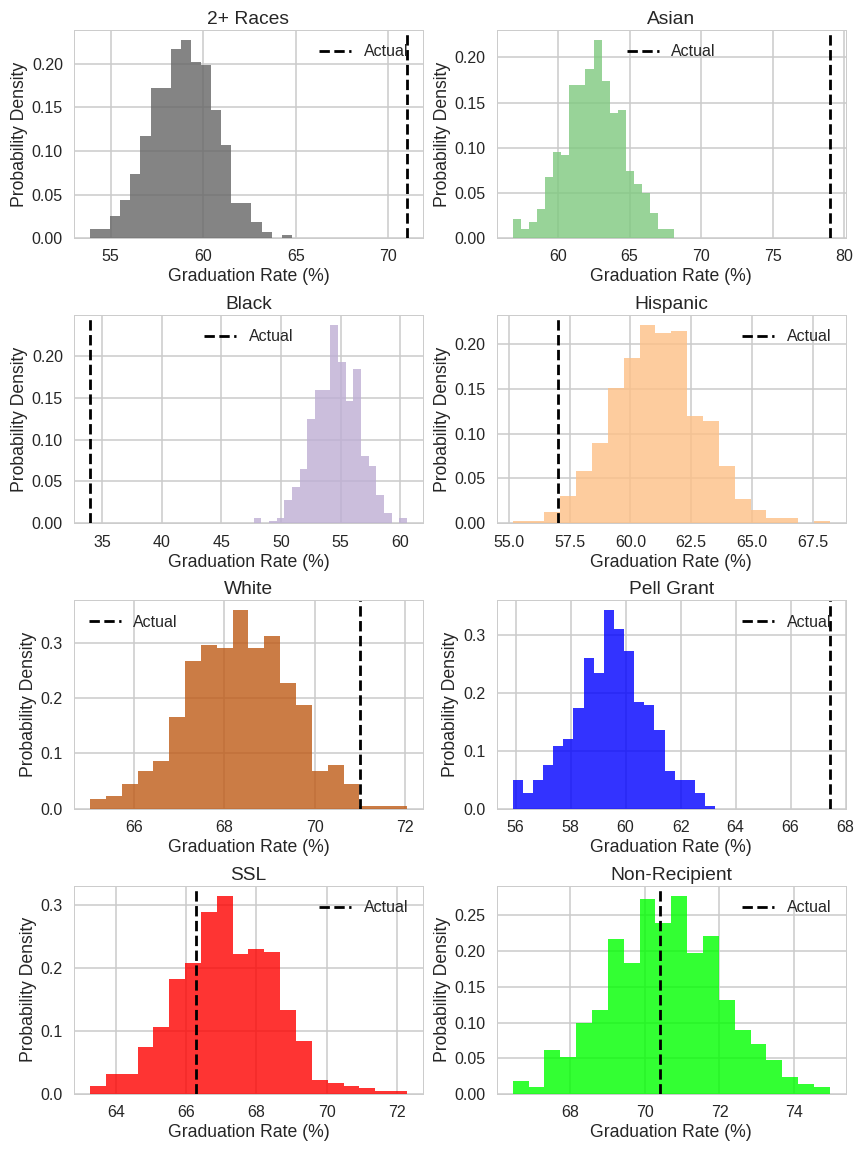 2+ Races
Actual
Probability Density
0.20
0.15
0.10
0.05
0.00
55 60 65 70
Graduation Rate (%)
Asian
Actual
Probability Density
0.20
0.15
0.10
0.05
0.00
60 65 70 75 80
Graduation Rate (%)
Black
Actual
Probability Density
0.20
0.15
0.10
0.05
0.00
35 40 45 50 55 60
Graduation Rate (%)
Hispanic
Actual
Probability Density
0.20
0.15
0.10
0.05
0.00
55.0 57.5 60.0 62.5 65.0 67.5
Graduation Rate (%)
White
Actual
Probability Density
0.3
0.2
0.1
0.0
66 68 70 72
Graduation Rate (%)
Pell Grant
Actual
Probability Density
0.3
0.2
0.1
0.0
56 58 60 62 64 66 68
Graduation Rate (%)
SSL
Actual
Probability Density
0.3
0.2
0.1
0.0
64 66 68 70 72
Graduation Rate (%)
Non-Recipient
Actual
Probability Density
0.25
0.20
0.15
0.10
0.05
0.00
68 70 72 74
Graduation Rate (%)